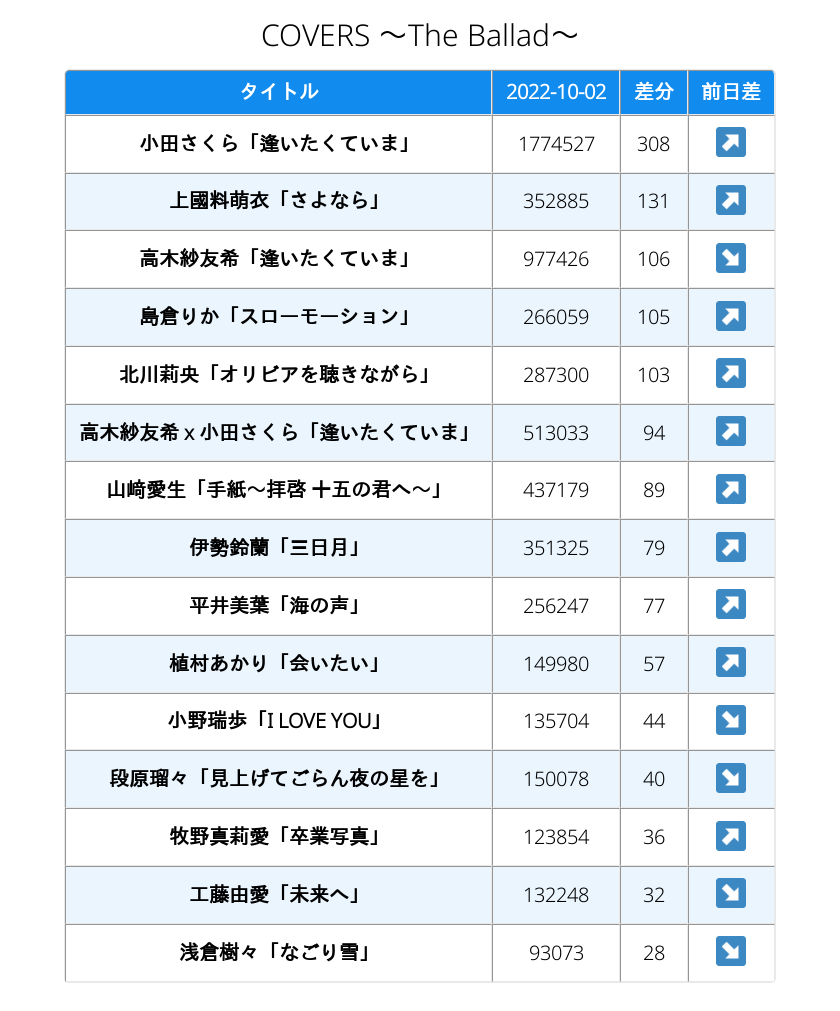 COVERS ～The Ballad～
タイトル 2022-10-02 差分 前日差
小田さくら「逢いたくていま」 1774527 308 ↗
上國料萌衣「さよなら」 352885 131 ↗
高木紗友希「逢いたくていま」 977426 106 ↘
島倉りか「スローモーション」 266059 105 ↗
北川莉央「オリビアを聴きながら」 287300 103 ↗
高木紗友希 x 小田さくら「逢いたくていま」 513033 94 ↗
山﨑愛生「手紙～拝啓 十五の君へ～」 437179 89 ↗
伊勢鈴蘭「三日月」 351325 79 ↗
平井美葉「海の声」 256247 77 ↗
植村あかり「会いたい」 149980 57 ↗
小野瑞歩「I LOVE YOU」 135704 44 ↘
段原瑠々「見上げてごらん夜の星を」 150078 40 ↘
牧野真莉愛「卒業写真」 123854 36 ↗
工藤由愛「未来へ」 132248 32 ↘
浅倉樹々「なごり雪」 93073 28 ↘